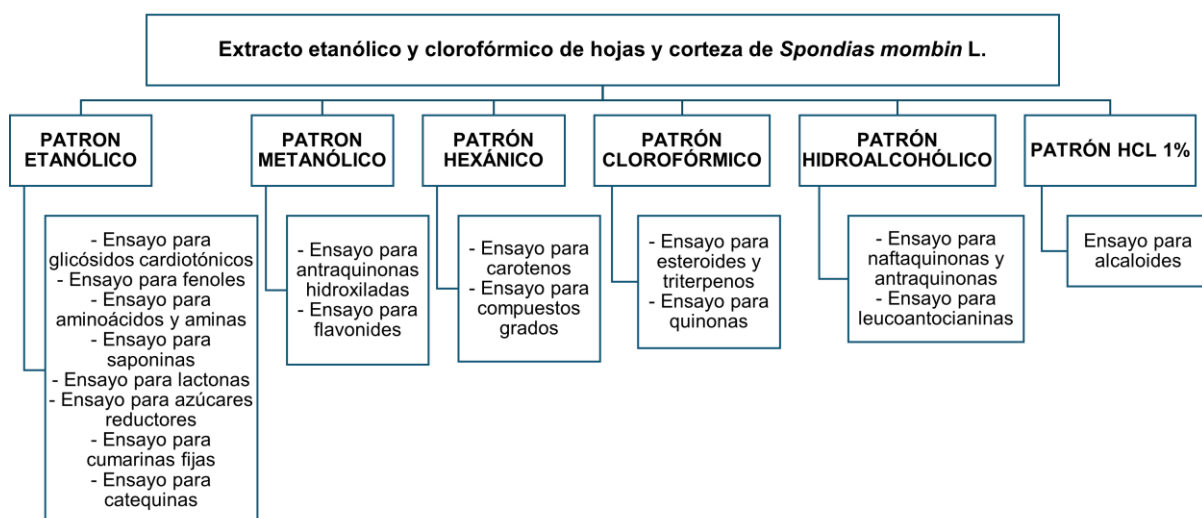 Extracto etanólico y clorofórmico de hojas y corteza de Spondias mombin L.
PATRON
ETANÓLICO
PATRON
METANÓLICO
PATRÓN
HEXÁNICO
PATRÓN
CLOROFÓRMICO
PATRÓN
HIDROALCOHÓLICO
PATRÓN HCL 1%
- Ensayo para
glicósidos cardiotónicos
- Ensayo para fenoles
- Ensayo para
aminoácidos y aminas
- Ensayo para
saponinas
- Ensayo para lactonas
- Ensayo para azúcares
reductores
- Ensayo para
cumarinas fijas
- Ensayo para
catequinas
- Ensayo para
antraquinonas
hidroxiladas
- Ensayo para
flavonides
- Ensayo para
carotenos
- Ensayo para
compuestos
grados
- Ensayo para
esteroides y
triterpenos
- Ensayo para
quinonas
- Ensayo para
naftaquinonas y
antraquinonas
- Ensayo para
leucoantocianinas
Ensayo para
alcaloides